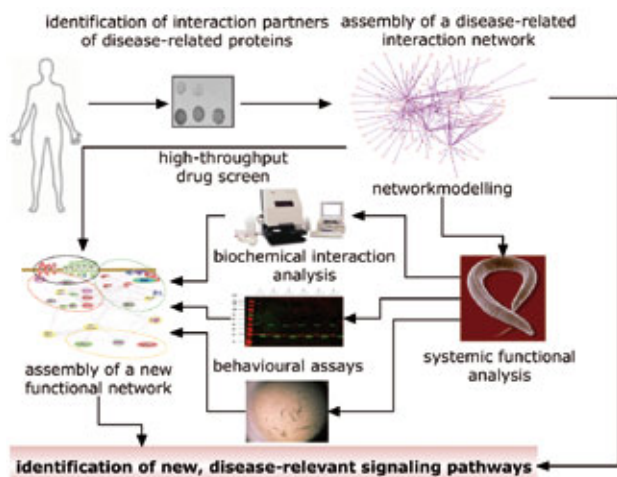 identification of interaction partners
of disease-related proteins
assembly of a disease-related
interaction network
high-throughput
drug screen
networkmodelling
biochemical interaction
analysis
behavioural assays
systemic functional
analysis
assembly of a new
functional network
identification of new, disease-relevant signaling pathways